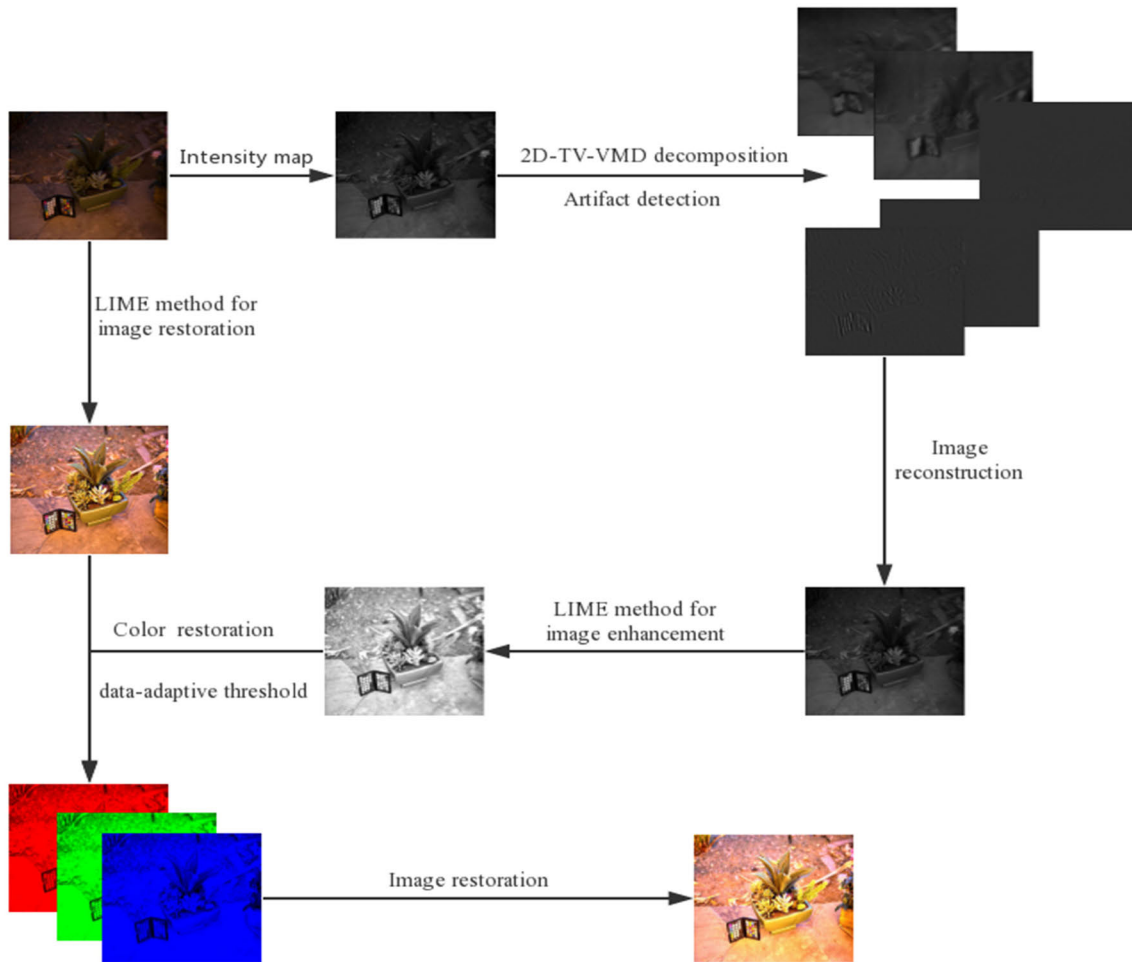 Intensity map
2D-TV-VMD decomposition
Artifact detection
LIME method for
image restoration
Image
reconstruction
LIME method for
image enhancement
Color restoration
data-adaptive threshold
Image restoration